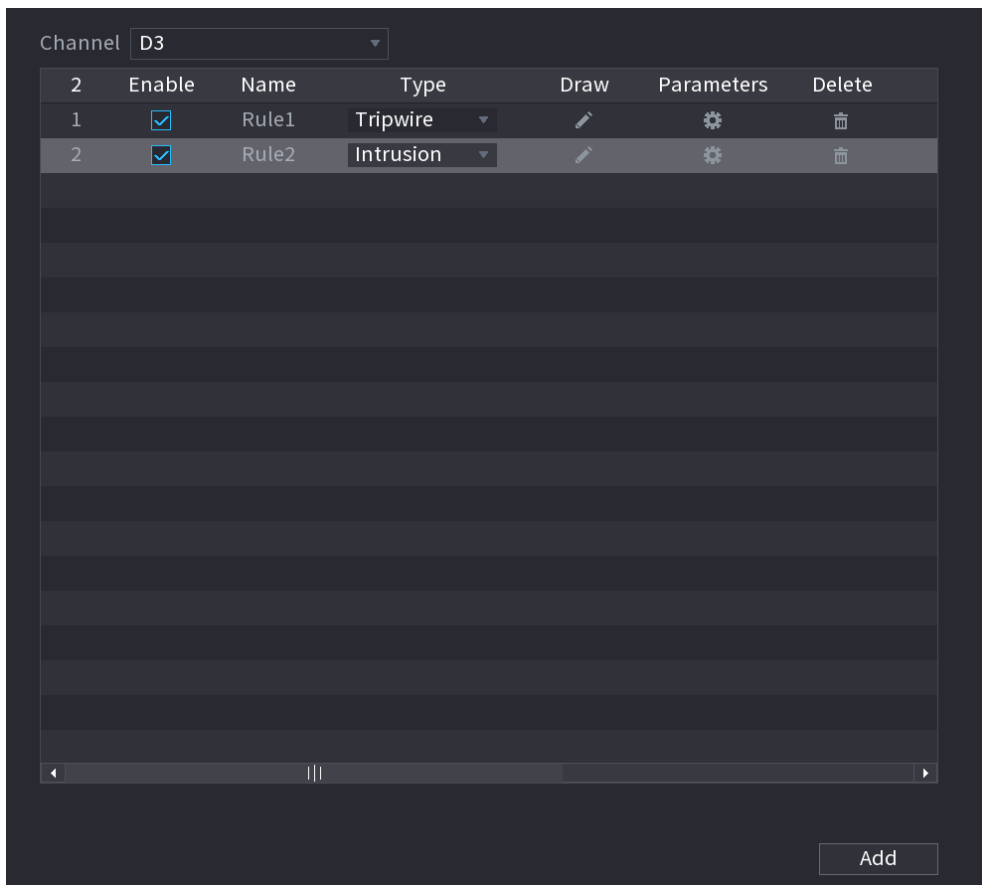 Channel D3
2 Enable Name Type Draw Parameters Delete
1 Rule1 Tripwire
2 Rule2 Intrusion
Add